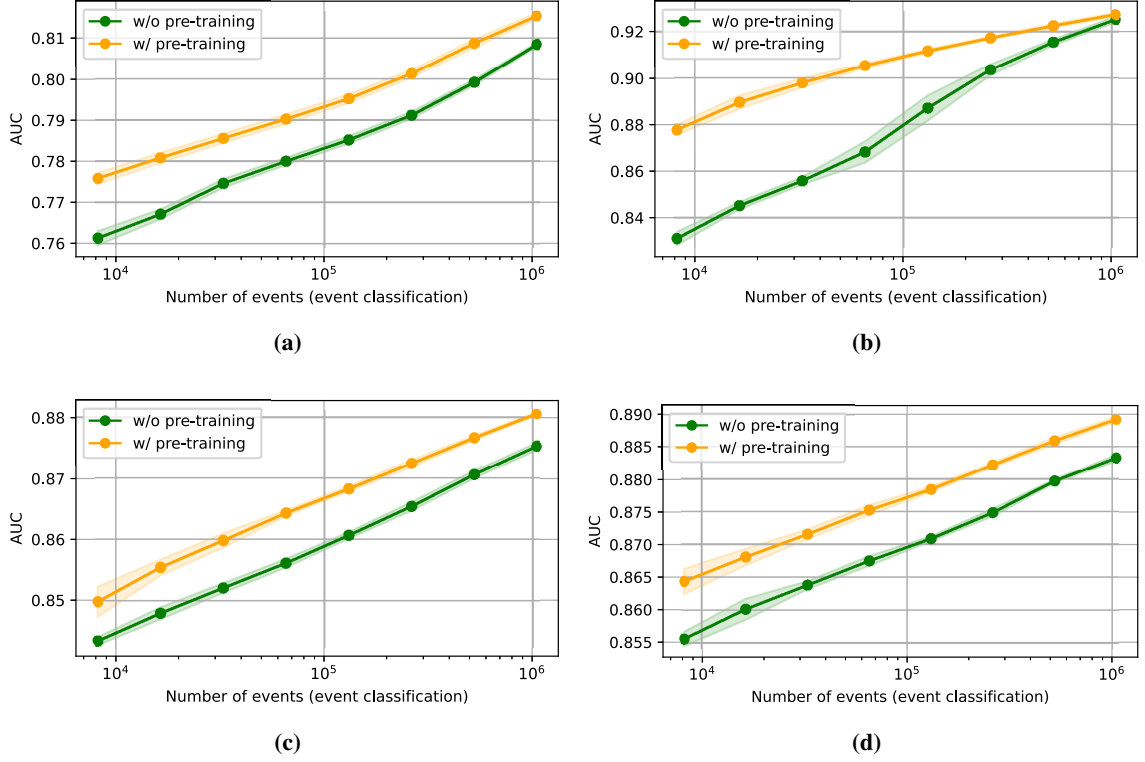 w/o pre-training
w/ pre-training
AUC
0.81
0.80
0.79
0.78
0.77
0.76
10^4
10^5
10^6
Number of events (event classification)
(a)
w/o pre-training
w/ pre-training
AUC
0.92
0.90
0.88
0.86
0.84
10^4
10^5
10^6
Number of events (event classification)
(b)
w/o pre-training
w/ pre-training
AUC
0.88
0.87
0.86
0.85
10^4
10^5
10^6
Number of events (event classification)
(c)
w/o pre-training
w/ pre-training
AUC
0.890
0.885
0.880
0.875
0.870
0.865
0.860
0.855
10^4
10^5
10^6
Number of events (event classification)
(d)